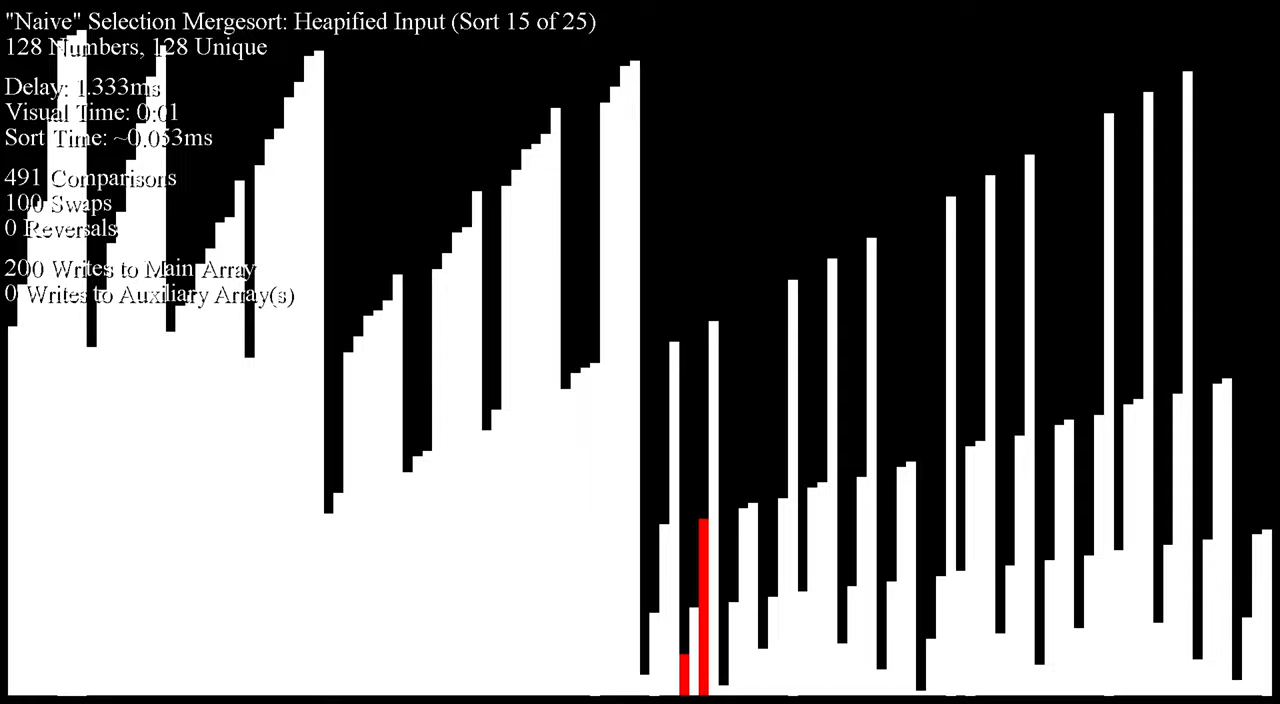 "Naive" Selection Mergesort: Heapified Input (Sort 15 of 25)
128 Numbers, 128 Unique
Delay: 1.333ms
Visual Time: 0:01
Sort Time: ~0.053ms
491 Comparisons
100 Swaps
0 Reversals
200 Writes to Main Array
0 Writes to Auxiliary Array(s)